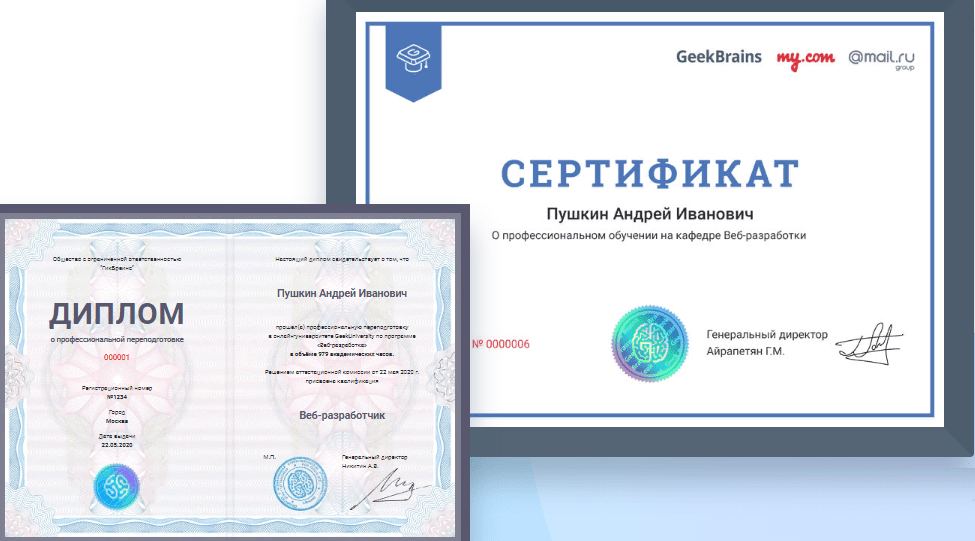 GeekBrains my.com @mail.ru group
СЕРТИФИКАТ
Пушкин Андрей Иванович
О профессиональном обучении на кафедре Веб-разработки
№ 0000006
Генеральный директор
Айрапетян Г.М.
Общество с ограниченной ответственностью
"ГикБреинс"
ДИПЛОМ
о профессиональной переподготовке
000001
Регистрационный номер
№1234
Город
Москва
Дата выдачи
22.05.2020
Настоящий диплом свидетельствует о том, что
Пушкин Андрей Иванович
прошел(а) профессиональную переподготовку
в онлайн-университете GeekUniversity по программе
«Веб-разработка»
в объёме 979 академических часов.
Решением аттестационной комиссии от 22 мая 2020 г.
присвоена квалификация
Веб-разработчик
М.П.
Генеральный директор
Никитин А.В.